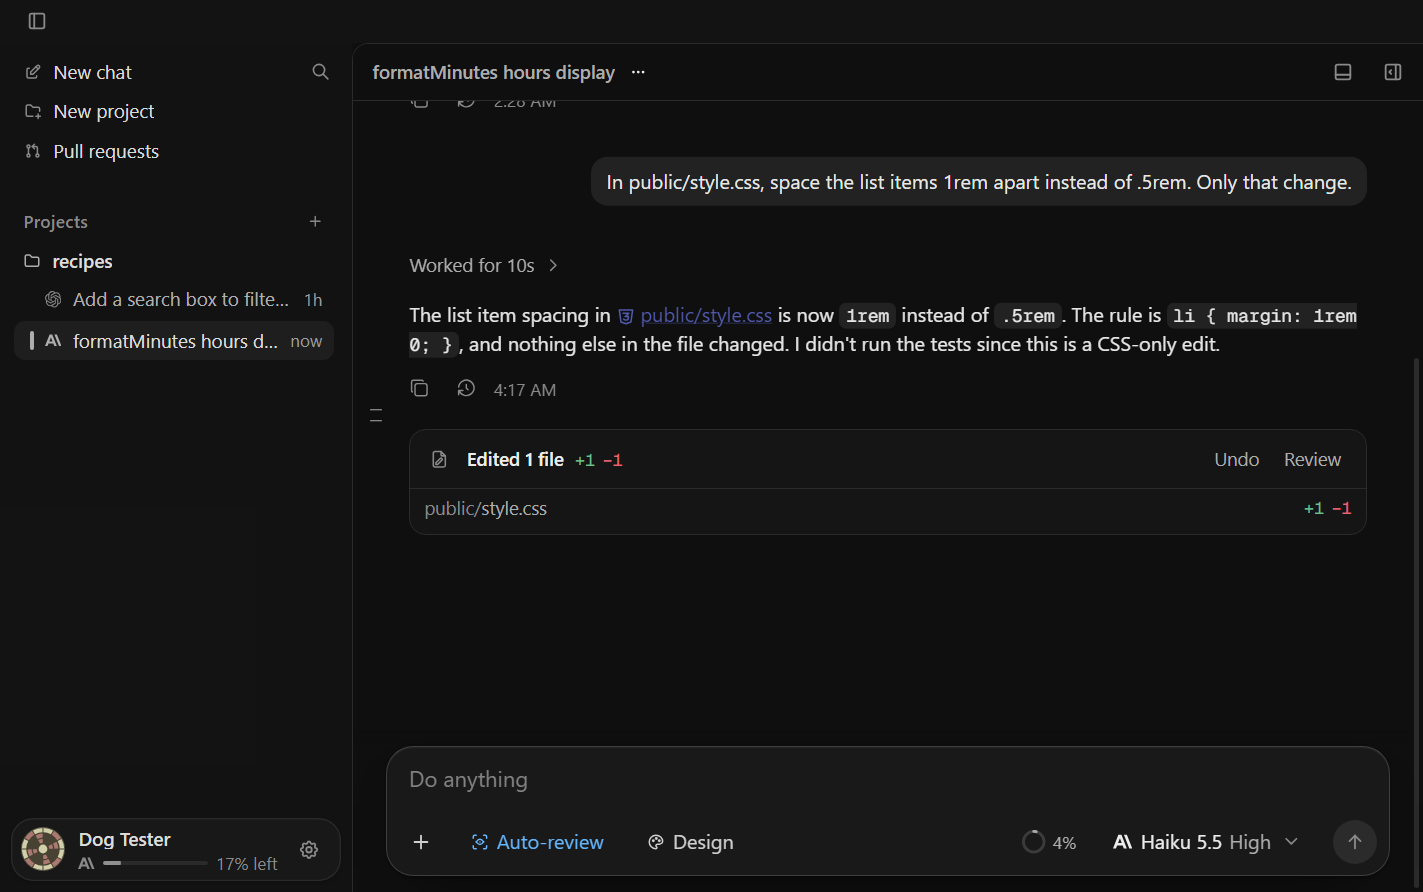 New chat
New project
Pull requests
Projects
recipes
Add a search box to filte... 1h
formatMinutes hours d... now
Dog Tester
17% left
formatMinutes hours display
2:28 AM
In public/style.css, space the list items 1rem apart instead of .5rem. Only that change.
Worked for 10s
The list item spacing in public/style.css is now 1rem instead of .5rem. The rule is li { margin: 1rem
0; }, and nothing else in the file changed. I didn't run the tests since this is a CSS-only edit.
4:17 AM
Edited 1 file +1 −1 Undo Review
public/style.css +1 −1
Do anything
Auto-review Design 4% Haiku 5.5 High